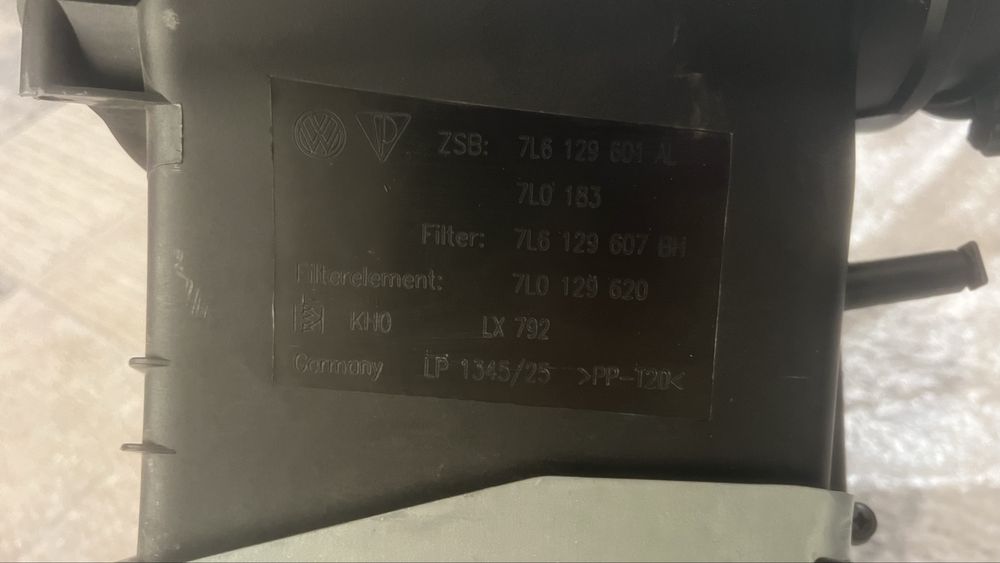 ZSB: 7L6 129 601 AL
7L0 183
Filter: 7L6 129 607 BH
Filterelement: 7L0 129 620
KH0 LX 792
Germany LP 1345/25 >PP-T20<